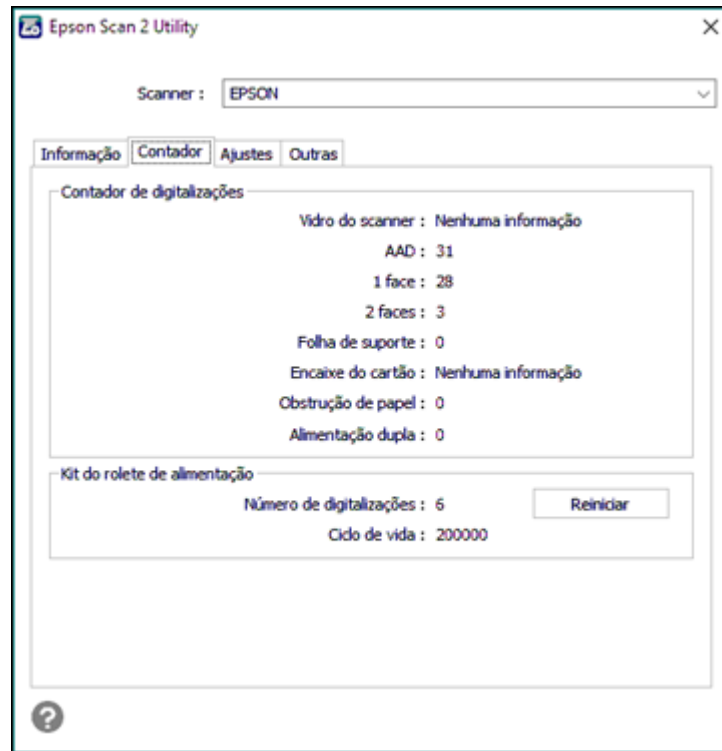 Epson Scan 2 Utility
Scanner : EPSON
Informação Contador Ajustes Outras
Contador de digitalizações
Vidro do scanner : Nenhuma informação
AAD : 31
1 face : 28
2 faces : 3
Folha de suporte : 0
Encaixe do cartão : Nenhuma informação
Obstrução de papel : 0
Alimentação dupla : 0
Kit do rolete de alimentação
Número de digitalizações : 6 Reiniciar
Ciclo de vida : 200000
?